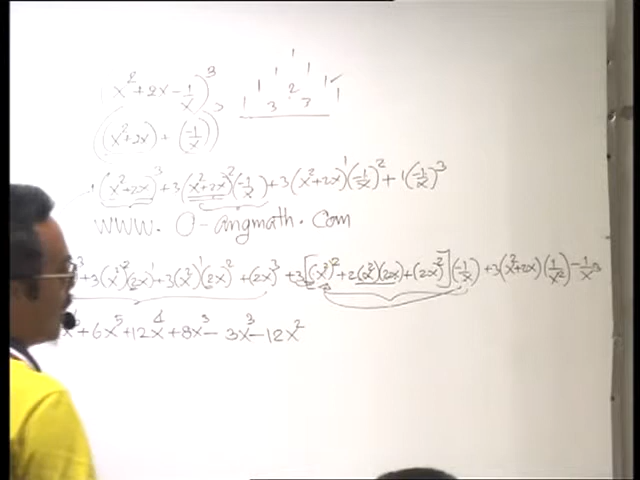 (x² + 2x - 1/x)³
((x²+2x) + (-1/x))³
1
1 1
1 2 1
1 3 3 1
1(x²+2x)³ + 3(x²+2x)²(-1/x) + 3(x²+2x)¹(-1/x)² + 1(-1/x)³
WWW. O-angmath. Com
+3(x²)²(2x)¹+3(x²)¹(2x)² + (2x)³ + 3[(x²)² + 2(x²)(2x) + (2x)²](-1/x) + 3(x²+2x)(1/x²) - 1/x³
x⁶ + 6x⁵ + 12x⁴ + 8x³ - 3x³ - 12x²